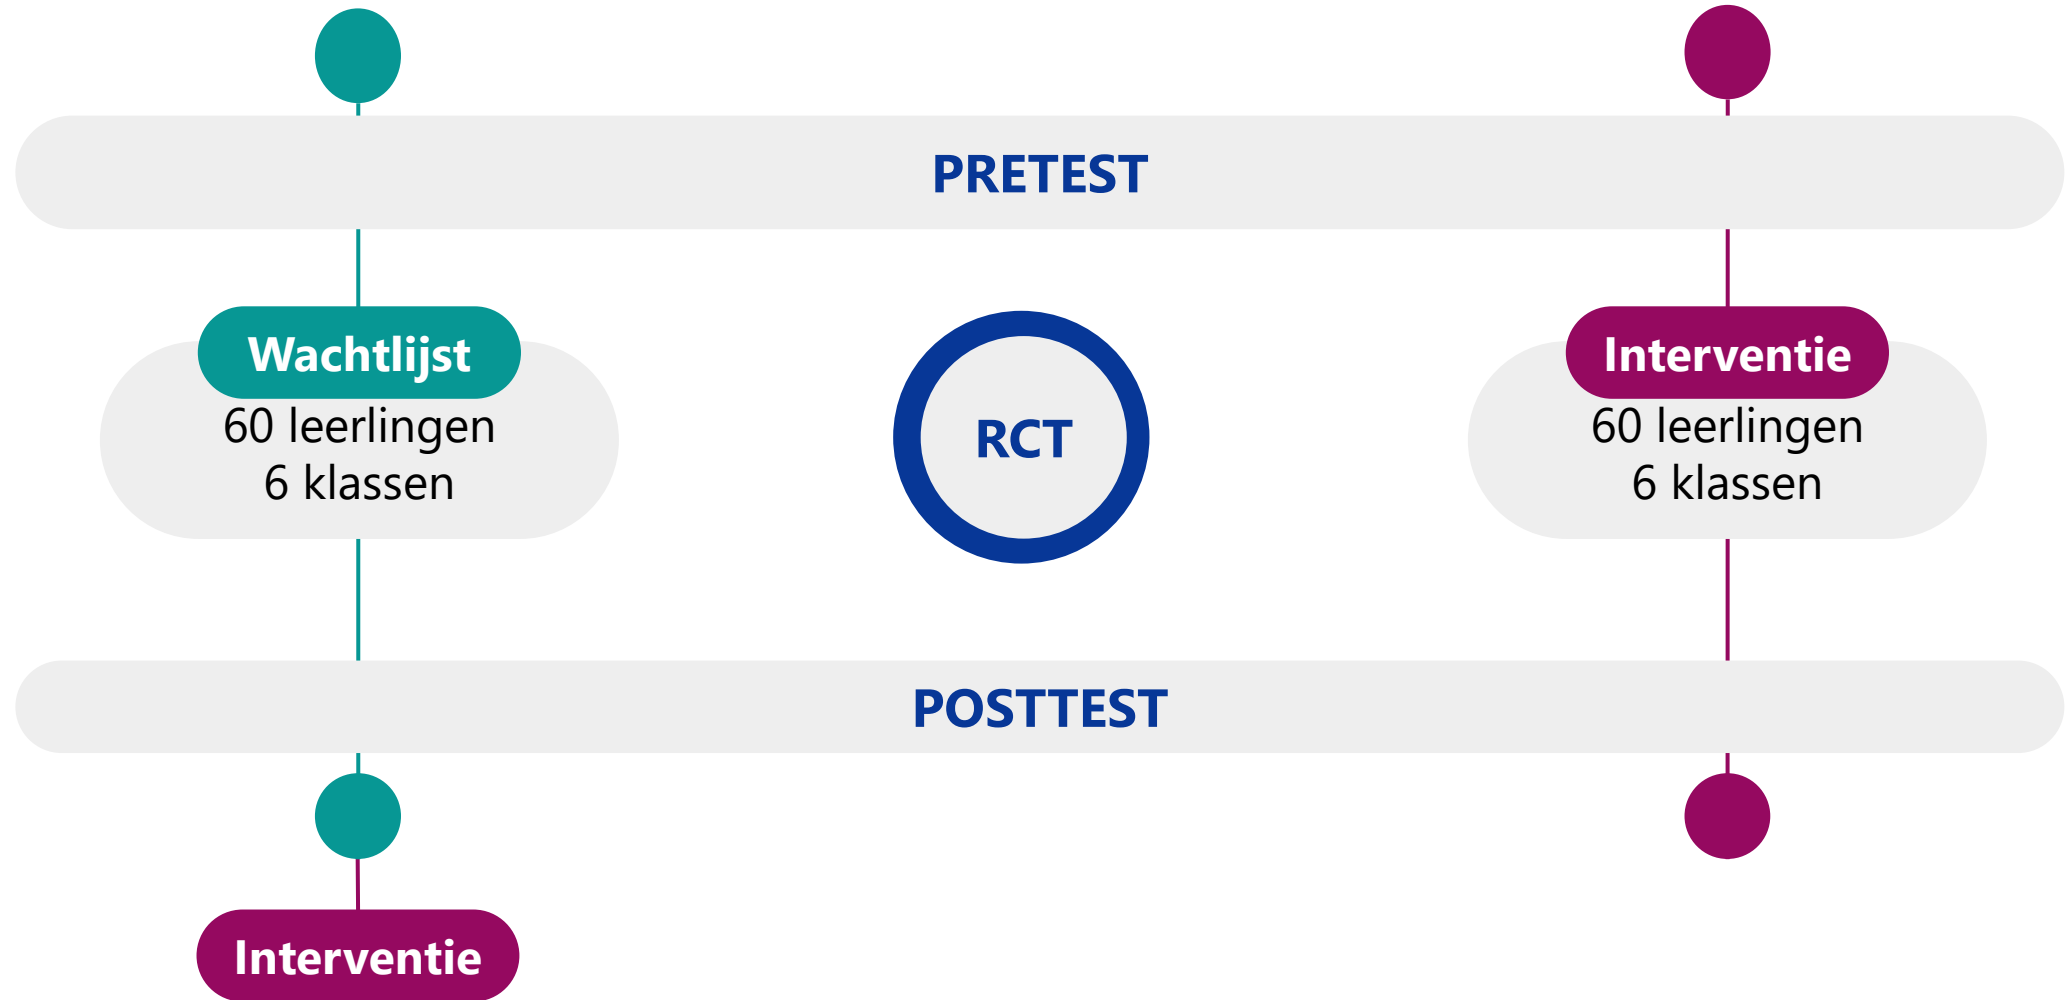 PRETEST
Wachtlijst
60 leerlingen
6 klassen
RCT
Interventie
60 leerlingen
6 klassen
POSTTEST
Interventie